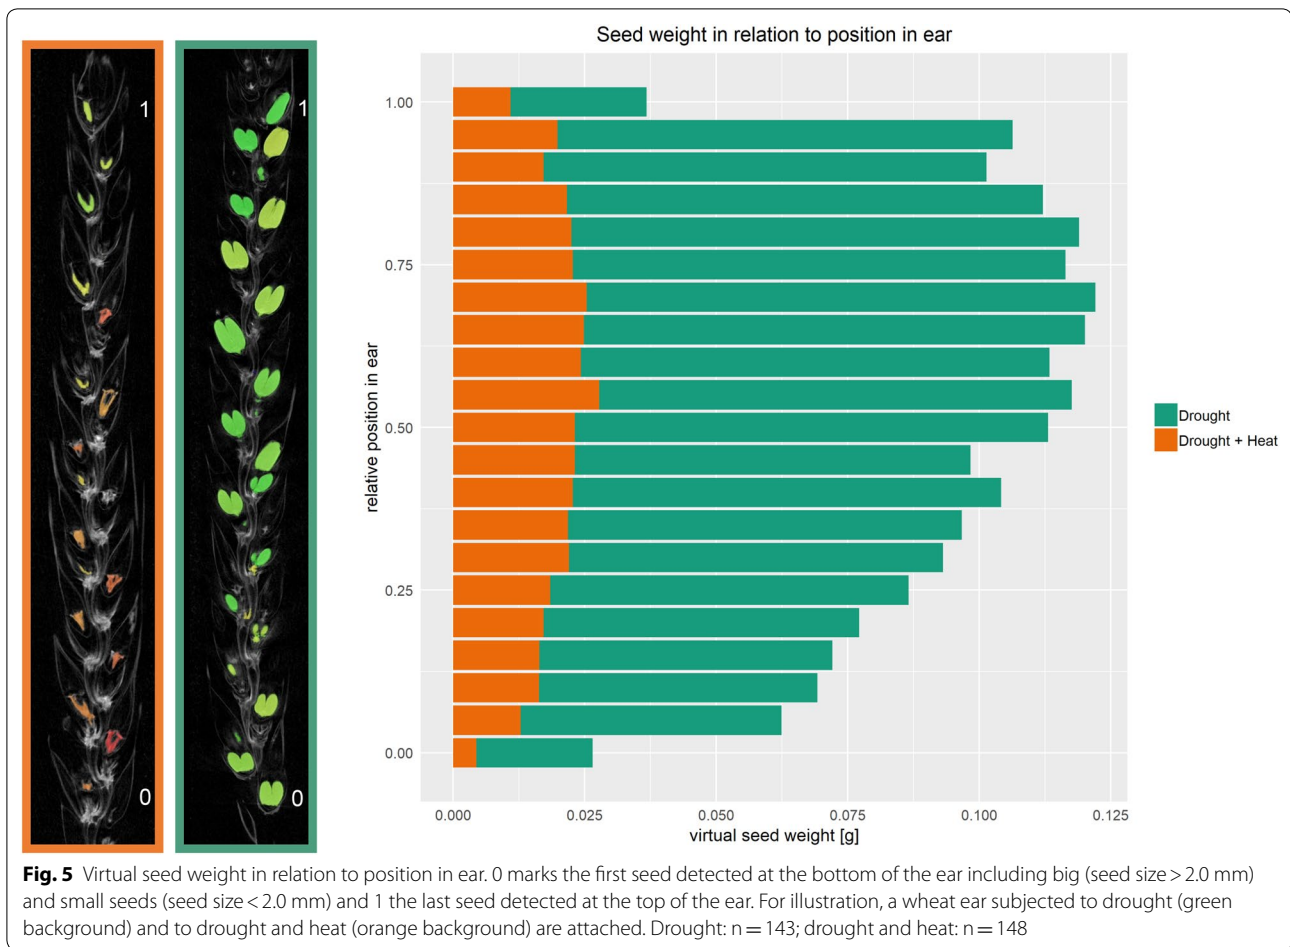 Seed weight in relation to position in ear
1
1
0
0
relative position in ear
1.00
0.75
0.50
0.25
0.00
0.000 0.025 0.050 0.075 0.100 0.125
virtual seed weight [g]
Drought
Drought + Heat
Fig. 5 Virtual seed weight in relation to position in ear. 0 marks the first seed detected at the bottom of the ear including big (seed size > 2.0 mm)
and small seeds (seed size < 2.0 mm) and 1 the last seed detected at the top of the ear. For illustration, a wheat ear subjected to drought (green
background) and to drought and heat (orange background) are attached. Drought: n = 143; drought and heat: n = 148